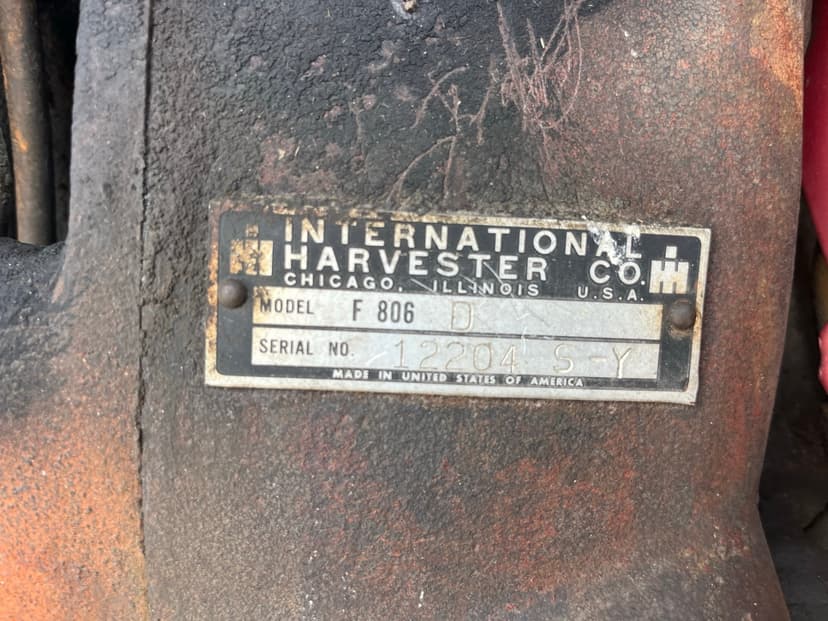 INTERNATIONAL
HARVESTER CO.
CHICAGO, ILLINOIS U.S.A.
MODEL F 806 D
SERIAL NO. 12204 S-Y
MADE IN UNITED STATES OF AMERICA